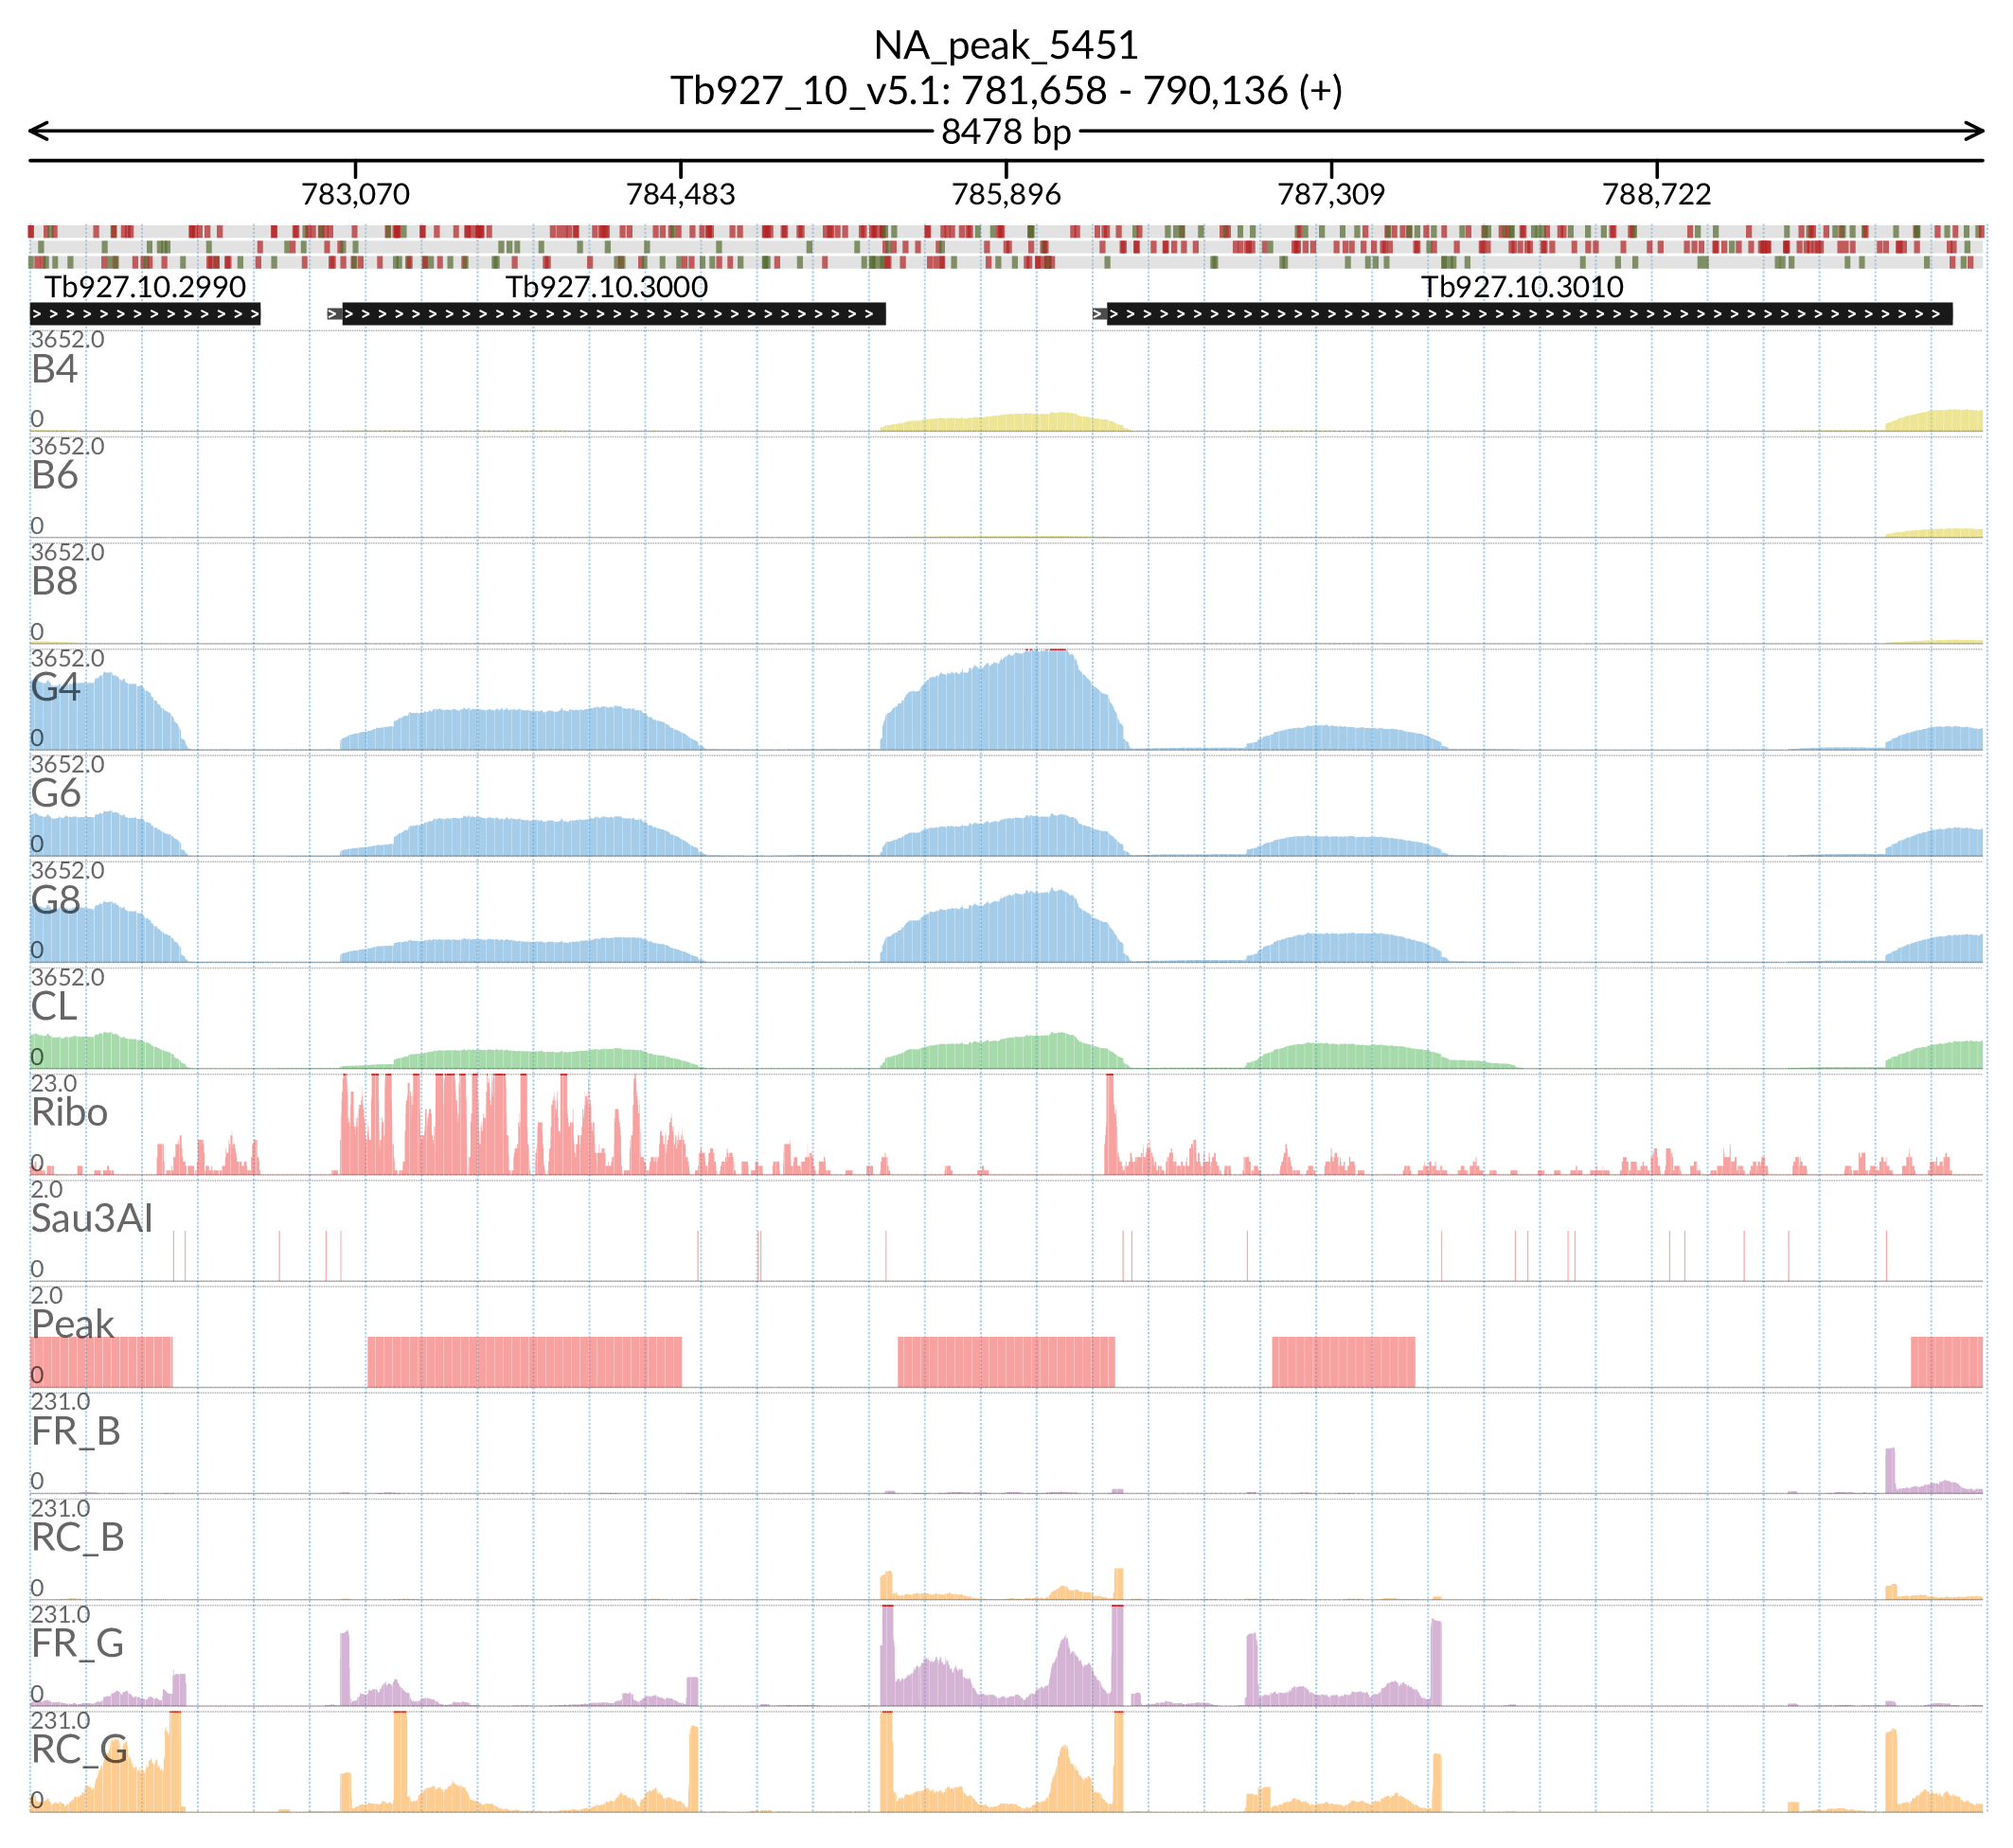 NA_peak_5451
Tb927_10_v5.1: 781,658 - 790,136 (+)
8478 bp
783,070 784,483 785,896 787,309 788,722
Tb927.10.2990 Tb927.10.3000 Tb927.10.3010
3652.0
B4
0
3652.0
B6
0
3652.0
B8
0
3652.0
G4
0
3652.0
G6
0
3652.0
G8
0
3652.0
CL
0
23.0
Ribo
0
2.0
Sau3AI
0
2.0
Peak
0
231.0
FR_B
0
231.0
RC_B
0
231.0
FR_G
0
231.0
RC_G
0